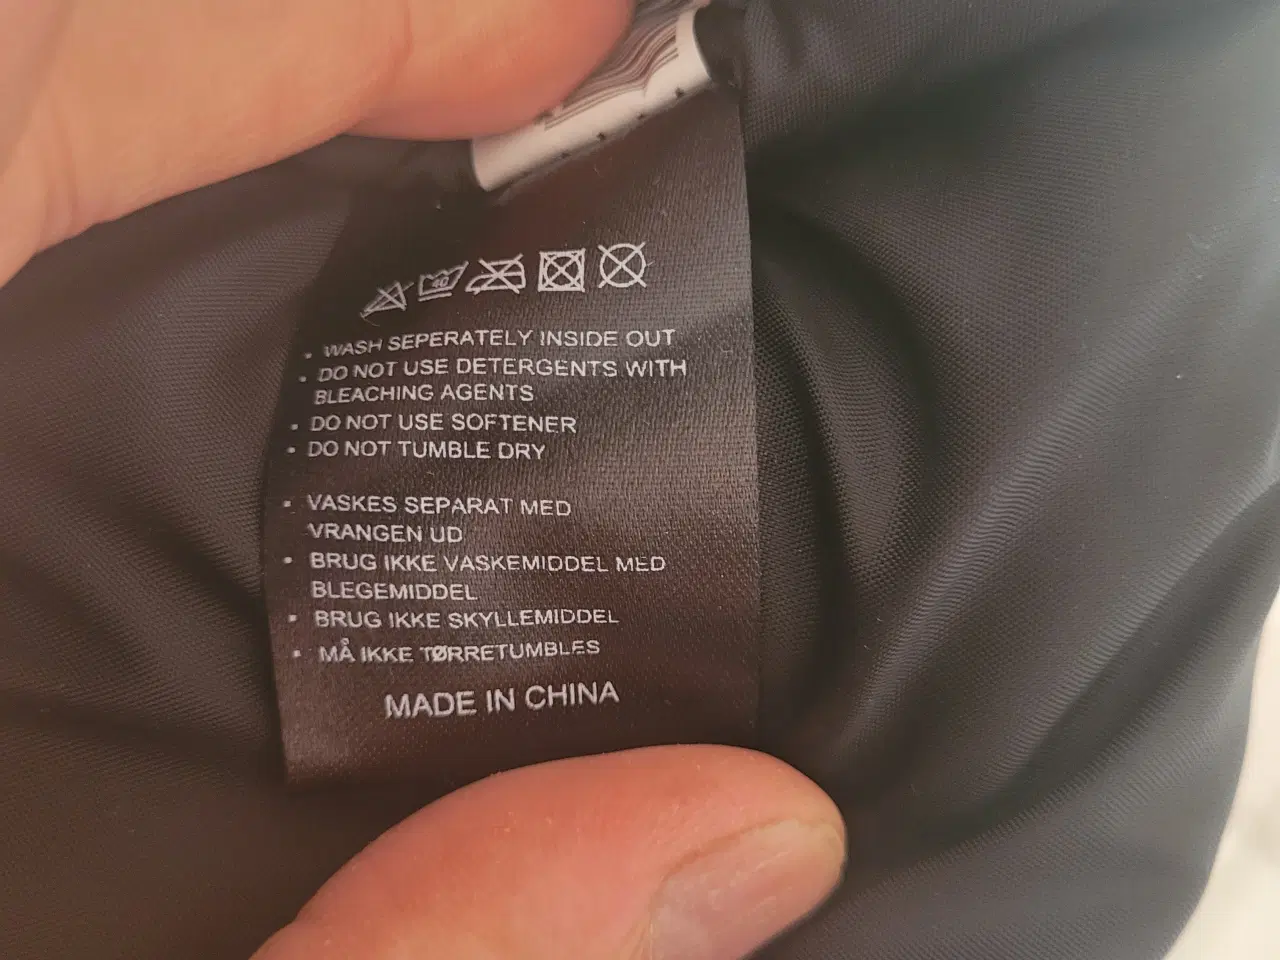 40
• WASH SEPERATELY INSIDE OUT
• DO NOT USE DETERGENTS WITH
BLEACHING AGENTS
• DO NOT USE SOFTENER
• DO NOT TUMBLE DRY
• VASKES SEPARAT MED
VRANGEN UD
• BRUG IKKE VASKEMIDDEL MED
BLEGEMIDDEL
• BRUG IKKE SKYLLEMIDDEL
• MÅ IKKE TØRRETUMBLES
MADE IN CHINA